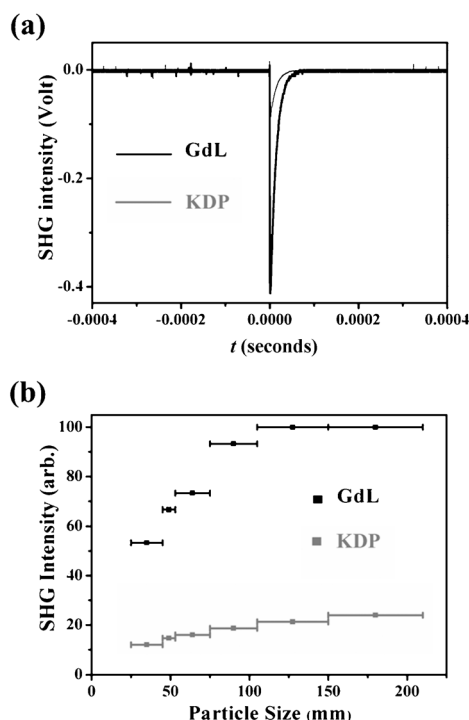 (a)
SHG intensity (Volt)
0.0
-0.2
-0.4
GdL
KDP
-0.0004
-0.0002
0.0000
0.0002
0.0004
t (seconds)
(b)
SHG Intensity (arb.)
100
80
60
40
20
0
GdL
KDP
0
50
100
150
200
Particle Size (mm)